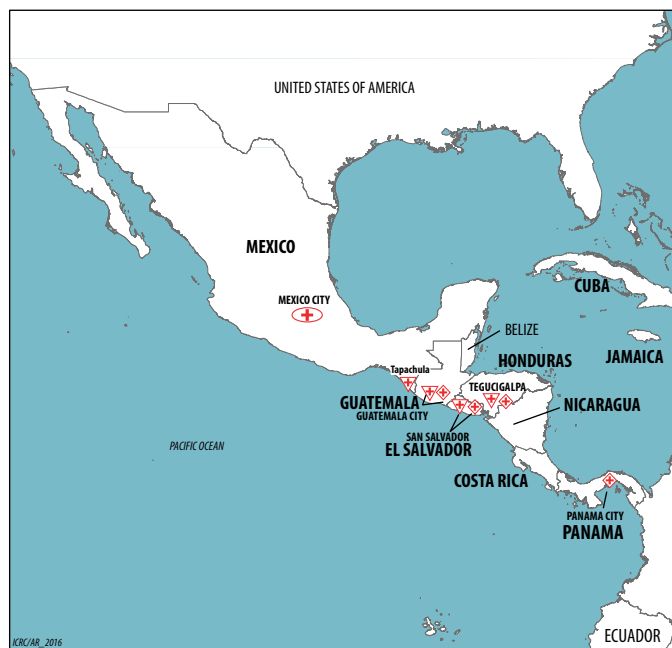 UNITED STATES OF AMERICA
MEXICO
MEXICO CITY
CUBA
BELIZE
HONDURAS
JAMAICA
Tapachula
TEGUCIGALPA
GUATEMALA
GUATEMALA CITY
NICARAGUA
SAN SALVADOR
EL SALVADOR
PACIFIC OCEAN
COSTA RICA
PANAMA CITY
PANAMA
ECUADOR
ICRC/AR_2016